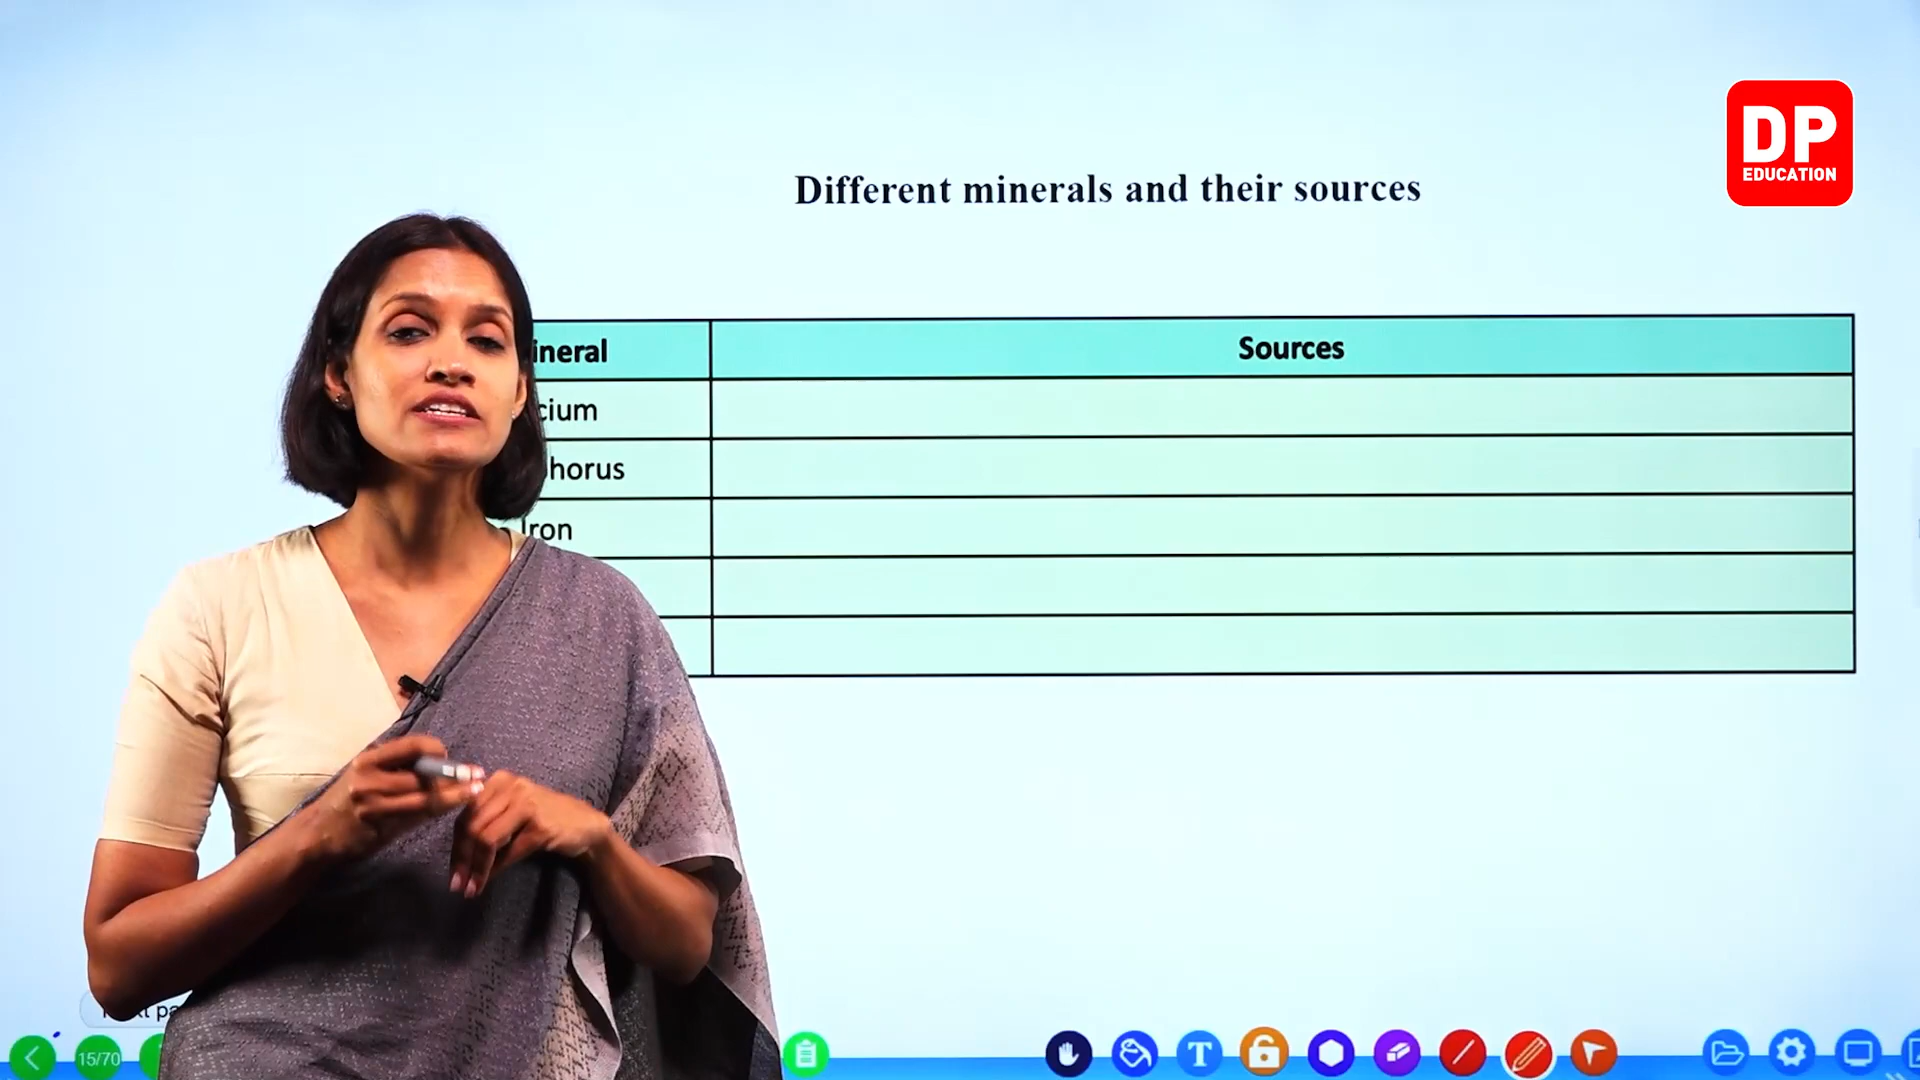 DP
EDUCATION
Different minerals and their sources
ineral
Sources
cium
horus
Iron
15/70
T